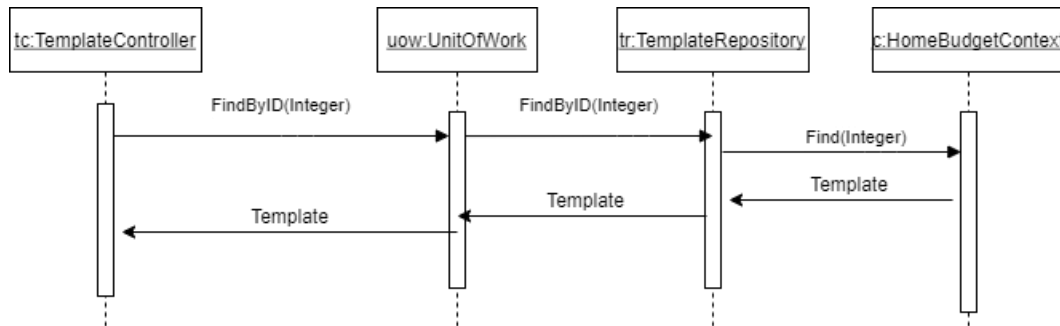 tc:TemplateController
uow:UnitOfWork
tr:TemplateRepository
c:HomeBudgetContext
FindByID(Integer)
FindByID(Integer)
Find(Integer)
Template
Template
Template